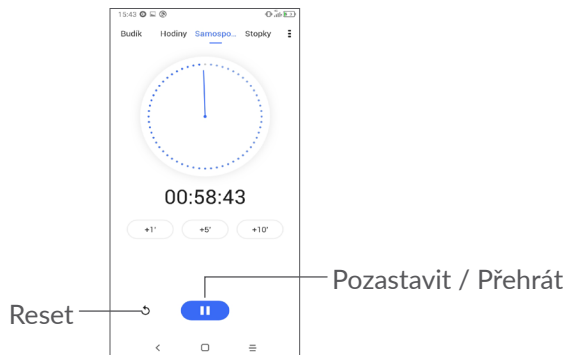 15:43
Budík Hodiny Samospo... Stopky
00:58:43
+1' +5' +10'
Pozastavit / Přehrát
Reset